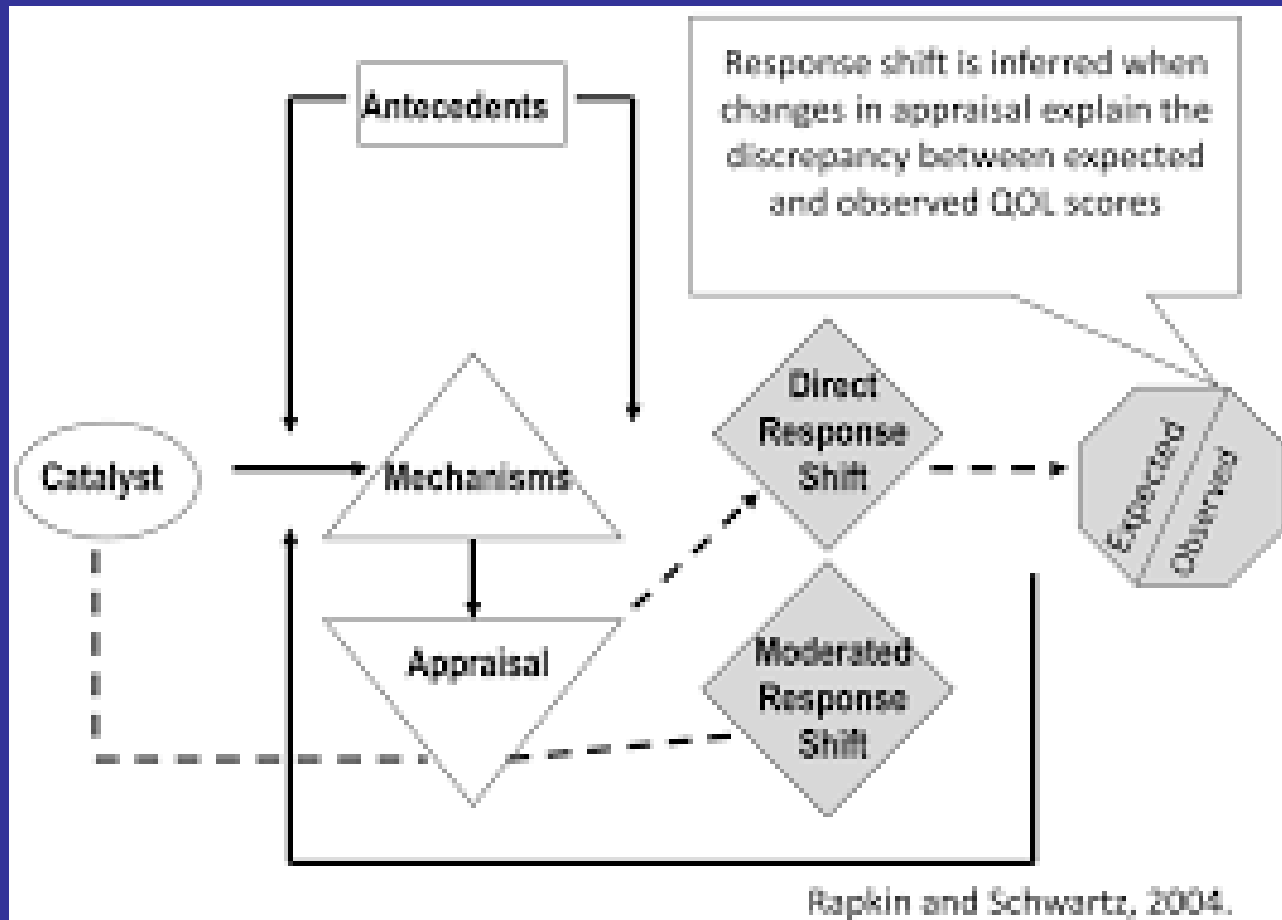 Antecedents
Response shift is inferred when
changes in appraisal explain the
discrepancy between expected
and observed QOL scores
Catalyst
Mechanisms
Appraisal
Direct
Response
Shift
Moderated
Response
Shift
Expected
Observed
Rapkin and Schwartz, 2004.